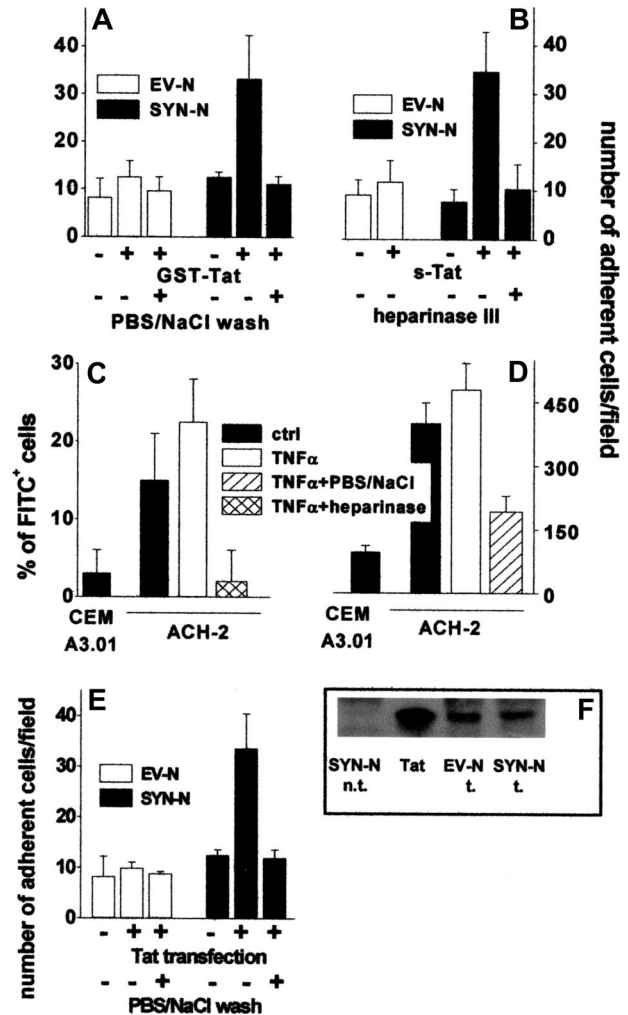 A
B
40
30
20
10
0
EV-N
SYN-N
- + + - + +
GST-Tat
- - + - - +
PBS/NaCl wash
EV-N
SYN-N
40
30
20
10
0
- + - + +
s-Tat
- - - - +
heparinase III
number of adherent cells/field
C
D
30
20
10
0
% of FITC+ cells
ctrl
TNFα
TNFα+PBS/NaCl
TNFα+heparinase
450
300
150
0
CEM
A3.01
ACH-2
CEM
A3.01
ACH-2
E
number of adherent cells/field
40
30
20
10
0
EV-N
SYN-N
- + + - + +
Tat transfection
- - + - - +
PBS/NaCl wash
F
SYN-N Tat EV-N SYN-N
n.t. t. t.